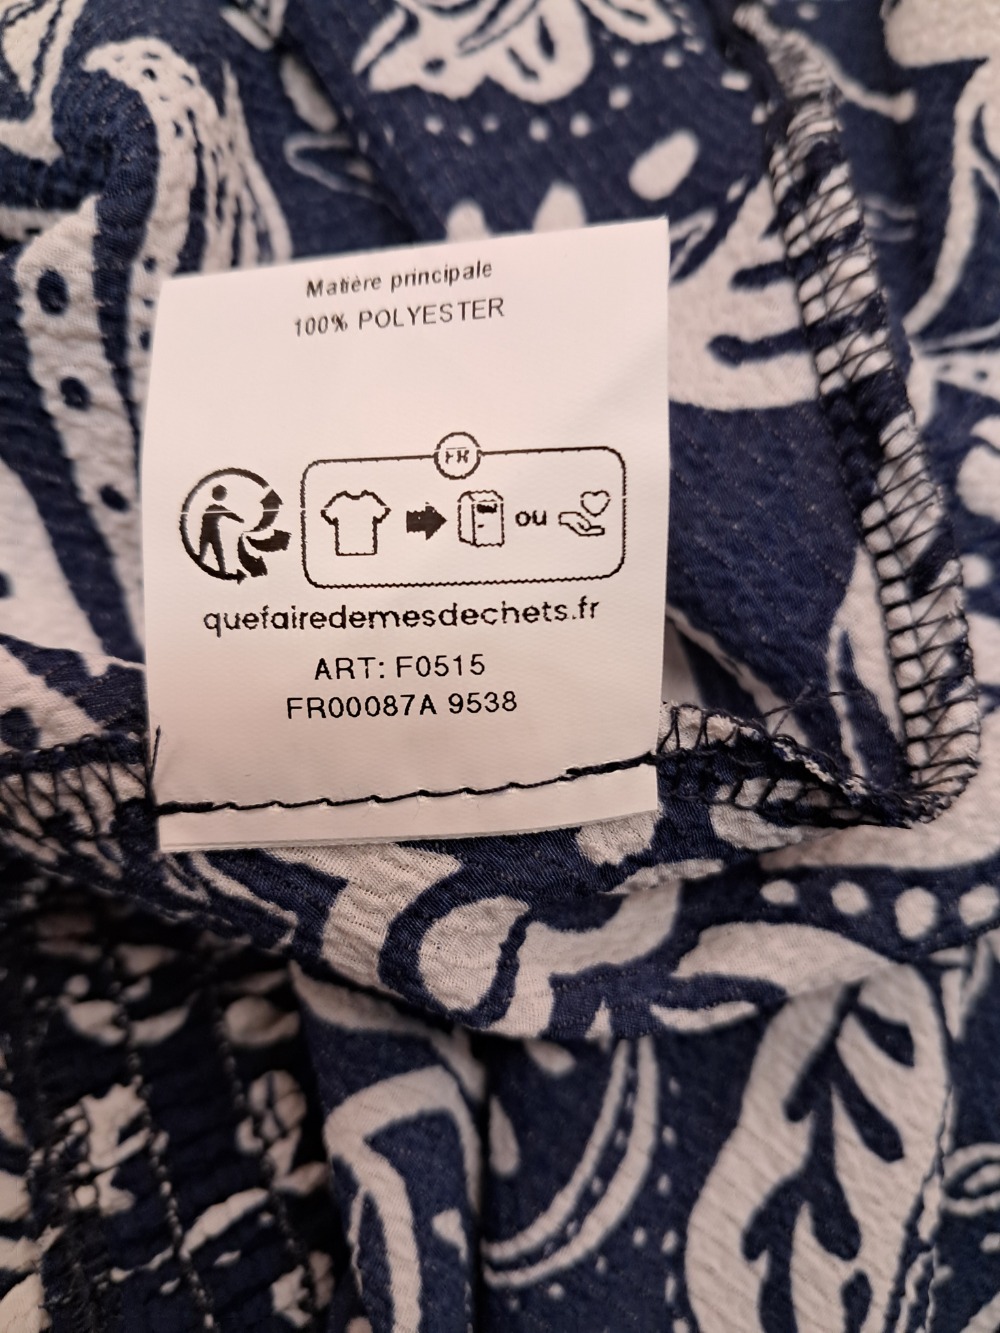 Matière principale
100% POLYESTER
FR
ou
quefairedemesdechets.fr
ART: F0515
FR00087A 9538